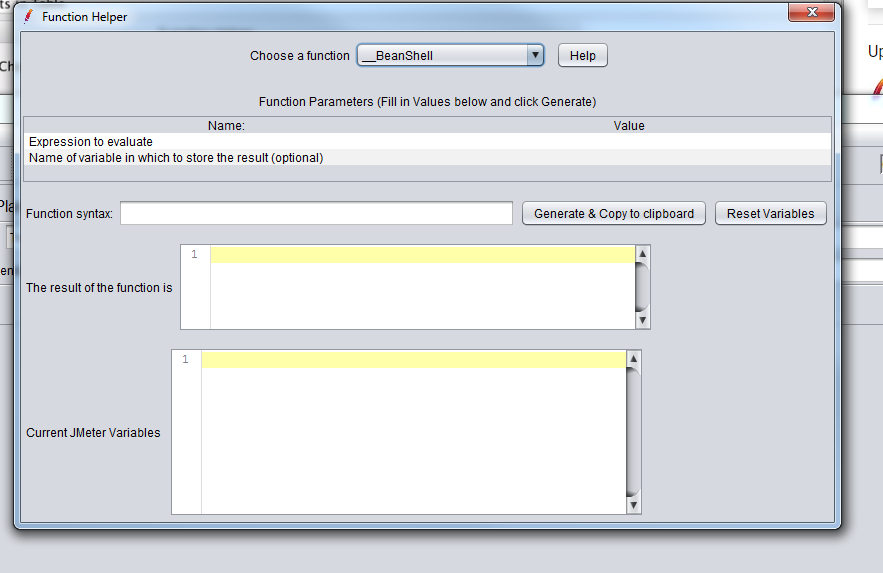 Function Helper
Choose a function __BeanShell Help
Function Parameters (Fill in Values below and click Generate)
Name: Value
Expression to evaluate
Name of variable in which to store the result (optional)
Function syntax: Generate & Copy to clipboard Reset Variables
1
The result of the function is
1
Current JMeter Variables